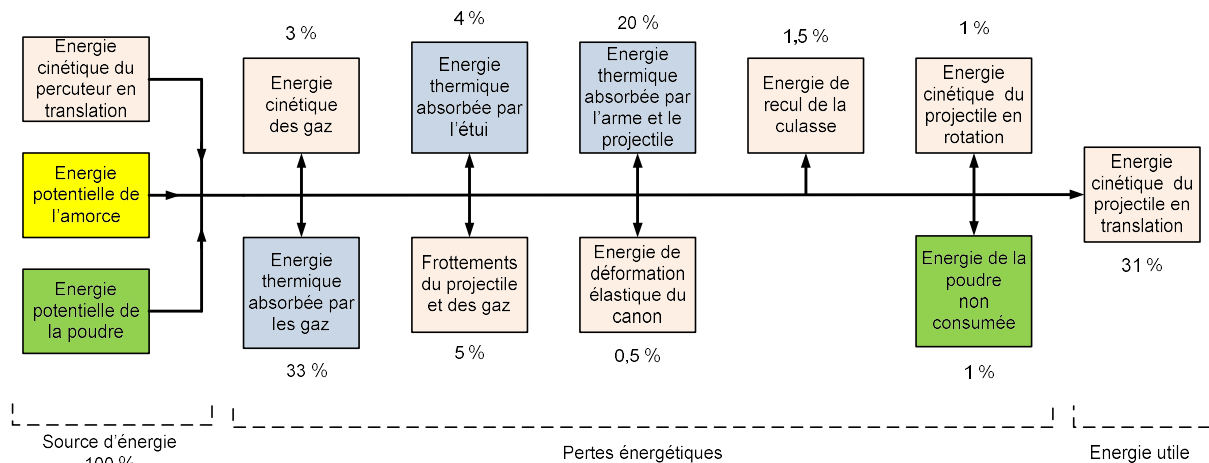 Energie
cinétique du
percuteur en
translation
Energie
potentielle de
l'amorce
Energie
potentielle de
la poudre
3 %
Energie
cinétique
des gaz
Energie
thermique
absorbée par
les gaz
33 %
4 %
Energie
thermique
absorbée par
l'étui
Frottements
du projectile
et des gaz
5 %
20 %
Energie
thermique
absorbée par
l'arme et le
projectile
Energie de
déformation
élastique du
canon
0,5 %
1,5 %
Energie de
recul de la
culasse
1 %
Energie
cinétique du
projectile en
rotation
Energie de la
poudre
non
consumée
1 %
Energie
cinétique du
projectile en
translation
31 %
Source d'énergie
100 %
Pertes énergétiques
Energie utile